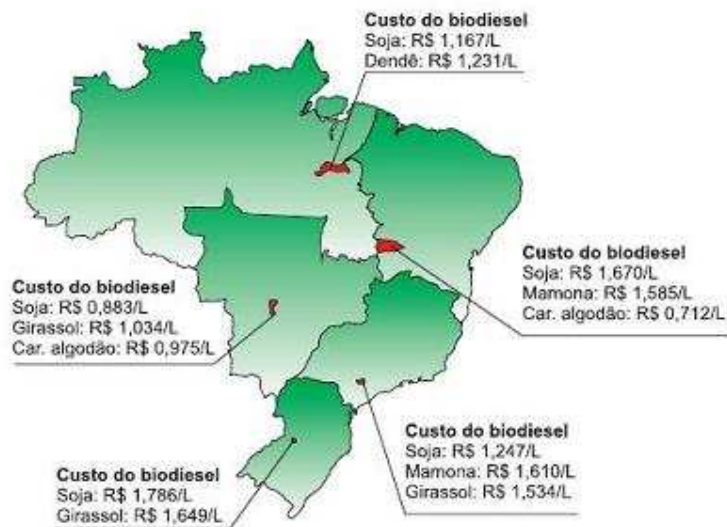 Custo do biodiesel
Soja: R$ 1,167/L
Dendê: R$ 1,231/L
Custo do biodiesel
Soja: R$ 1,670/L
Mamona: R$ 1,585/L
Car. algodão: R$ 0,712/L
Custo do biodiesel
Soja: R$ 0,883/L
Girassol: R$ 1,034/L
Car. algodão: R$ 0,975/L
Custo do biodiesel
Soja: R$ 1,247/L
Mamona: R$ 1,610/L
Girassol: R$ 1,534/L
Custo do biodiesel
Soja: R$ 1,786/L
Girassol: R$ 1,649/L